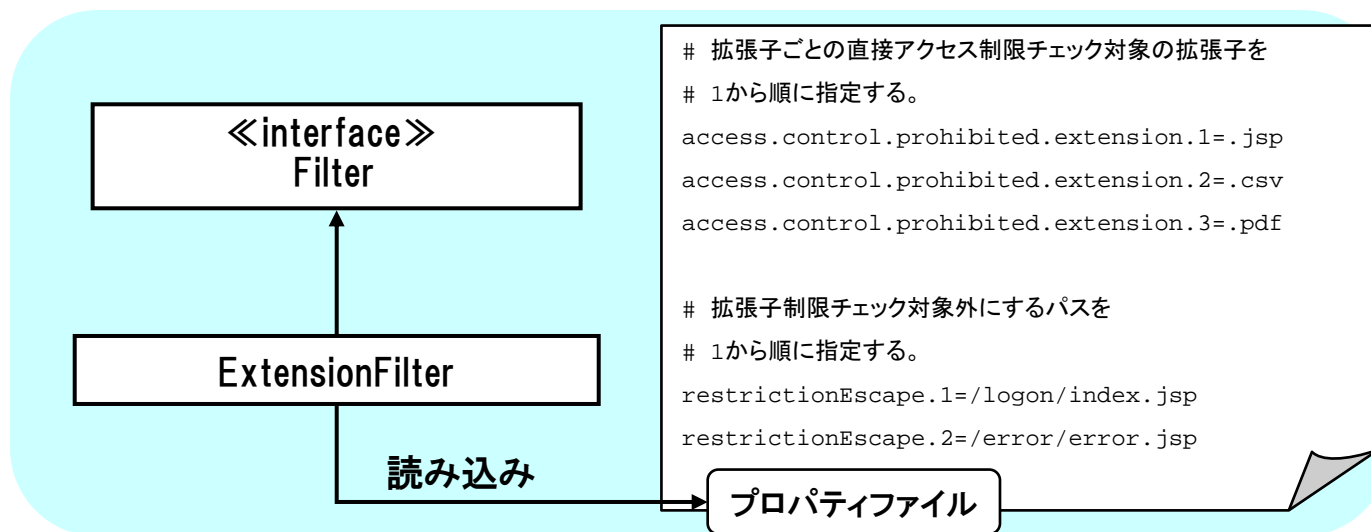 ≪interface≫
Filter
ExtensionFilter
読み込み
# 拡張子ごとの直接アクセス制限チェック対象の拡張子を
# 1から順に指定する。
access.control.prohibited.extension.1=.jsp
access.control.prohibited.extension.2=.csv
access.control.prohibited.extension.3=.pdf
# 拡張子制限チェック対象外にするパスを
# 1から順に指定する。
restrictionEscape.1=/logon/index.jsp
restrictionEscape.2=/error/error.jsp
プロパティファイル